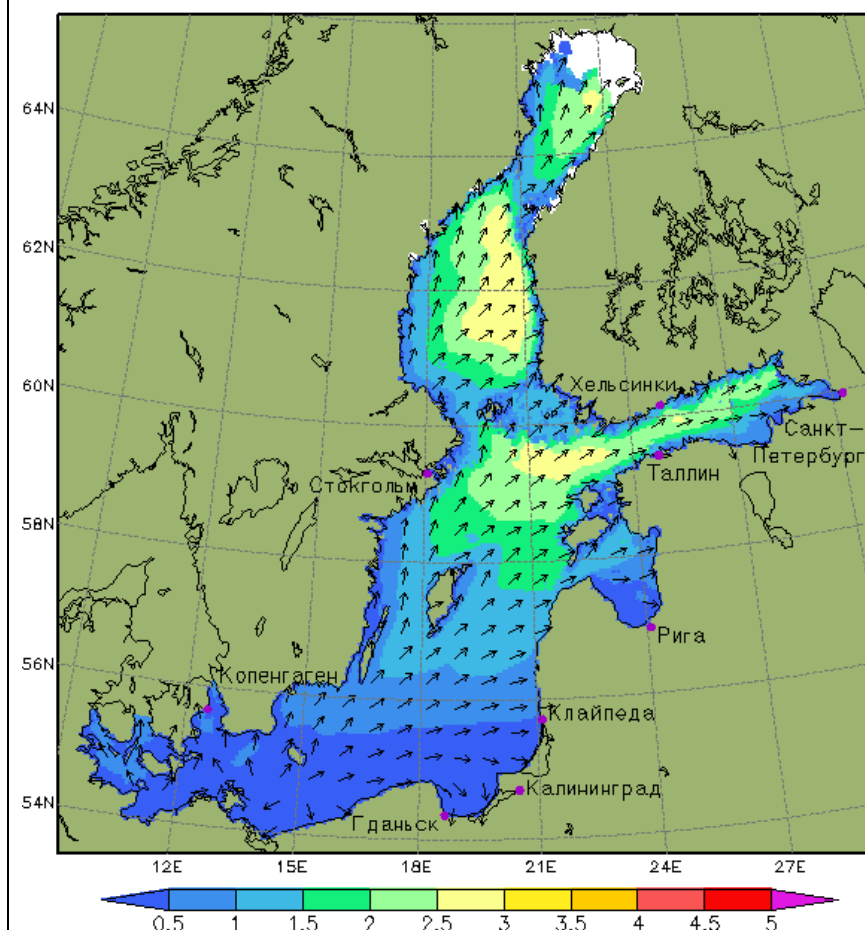 64N
62N
60N
58N
56N
54N
Хельсинки
Санкт-
Петербург
Таллин
Стокгольм
Рига
Копенгаген
Клайпеда
Калининград
Гданьск
12E 15E 18E 21E 24E 27E
0.5 1 1.5 2 2.5 3 3.5 4 4.5 5